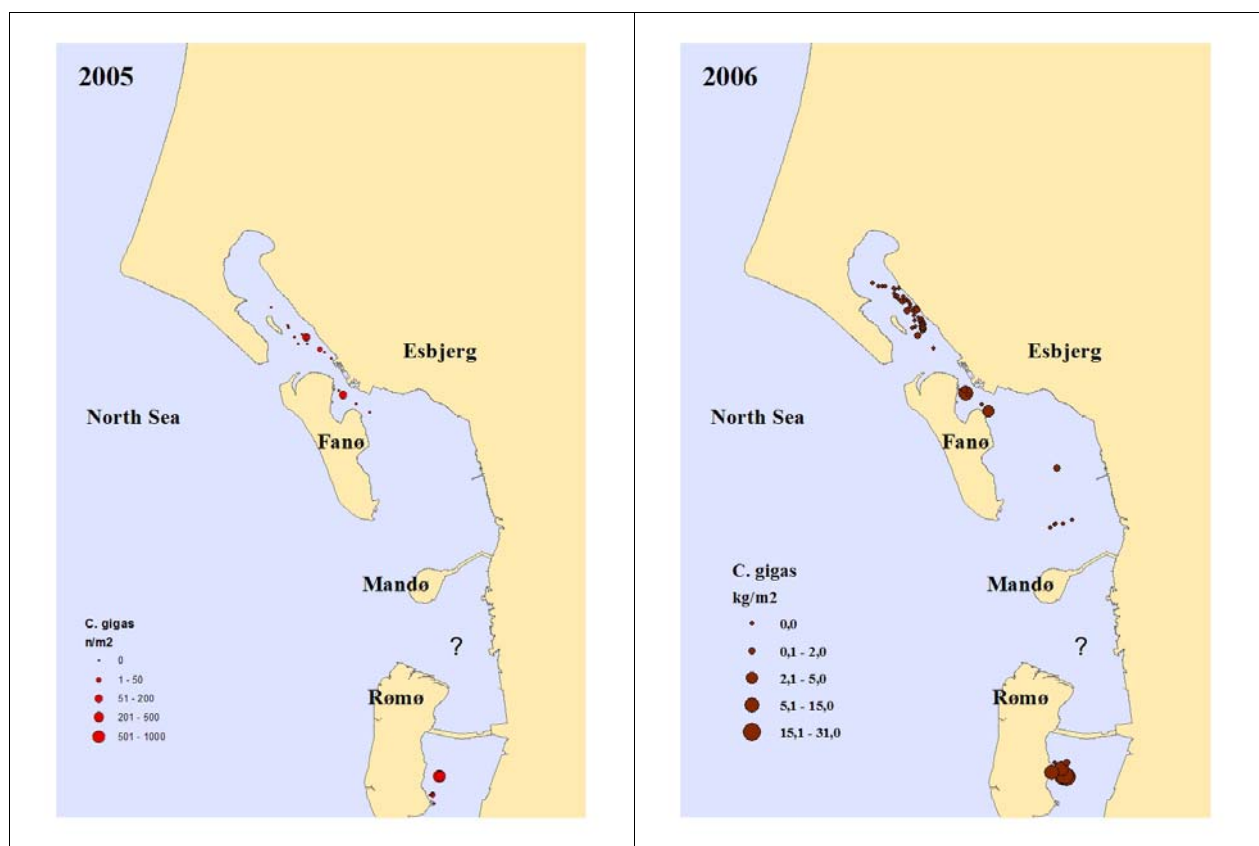 2005
Esbjerg
North Sea
Fanø
Mandø
C. gigas
n/m2
0
1 - 50
51 - 200
201 - 500
501 - 1000
?
Rømø
2006
Esbjerg
North Sea
Fanø
Mandø
C. gigas
kg/m2
0,0
0,1 - 2,0
2,1 - 5,0
5,1 - 15,0
15,1 - 31,0
?
Rømø